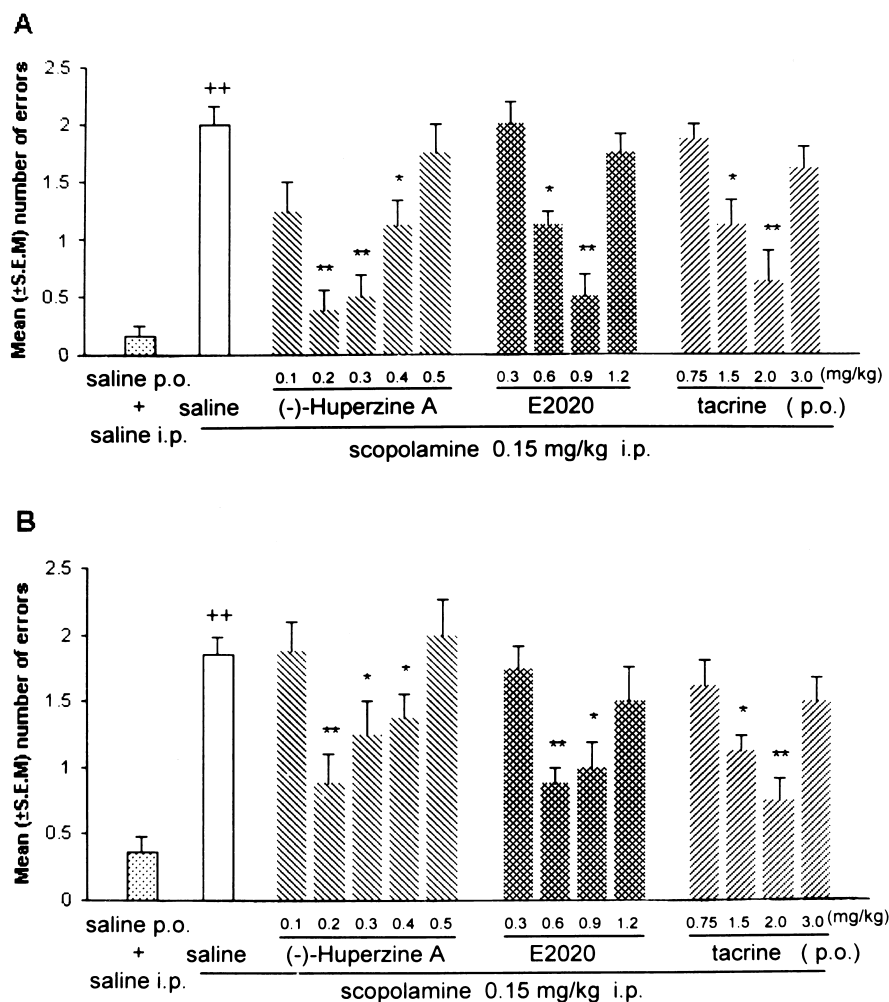 A
Mean (±S.E.M) number of errors
2.5
2
1.5
1
0.5
0
++
** ** *
* **
* **
0.1 0.2 0.3 0.4 0.5 0.3 0.6 0.9 1.2 0.75 1.5 2.0 3.0 (mg/kg)
saline p.o.
+
saline i.p.
saline (-)-Huperzine A E2020 tacrine ( p.o.)
scopolamine 0.15 mg/kg i.p.
B
Mean (±S.E.M) number of errors
2.5
2
1.5
1
0.5
0
++
** * *
** *
* **
0.1 0.2 0.3 0.4 0.5 0.3 0.6 0.9 1.2 0.75 1.5 2.0 3.0 (mg/kg)
saline p.o.
+
saline i.p.
saline (-)-Huperzine A E2020 tacrine ( p.o.)
scopolamine 0.15 mg/kg i.p.